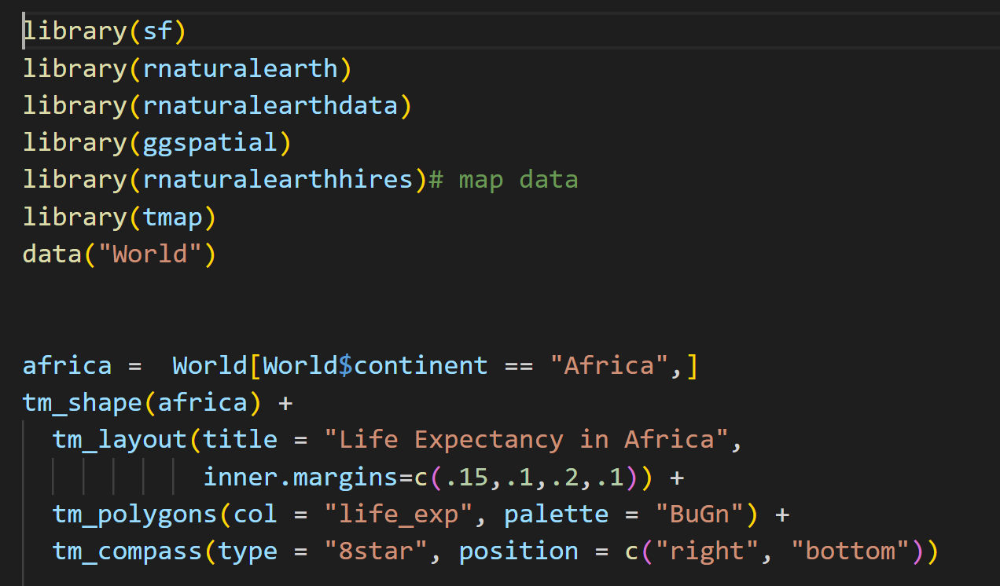 library(sf)
library(rnaturalearth)
library(rnaturalearthdata)
library(ggspatial)
library(rnaturalearthhires)# map data
library(tmap)
data("World")
africa =  World[World$continent == "Africa",]
tm_shape(africa) +
  tm_layout(title = "Life Expectancy in Africa",
            inner.margins=c(.15,.1,.2,.1)) +
  tm_polygons(col = "life_exp", palette = "BuGn") +
  tm_compass(type = "8star", position = c("right", "bottom"))